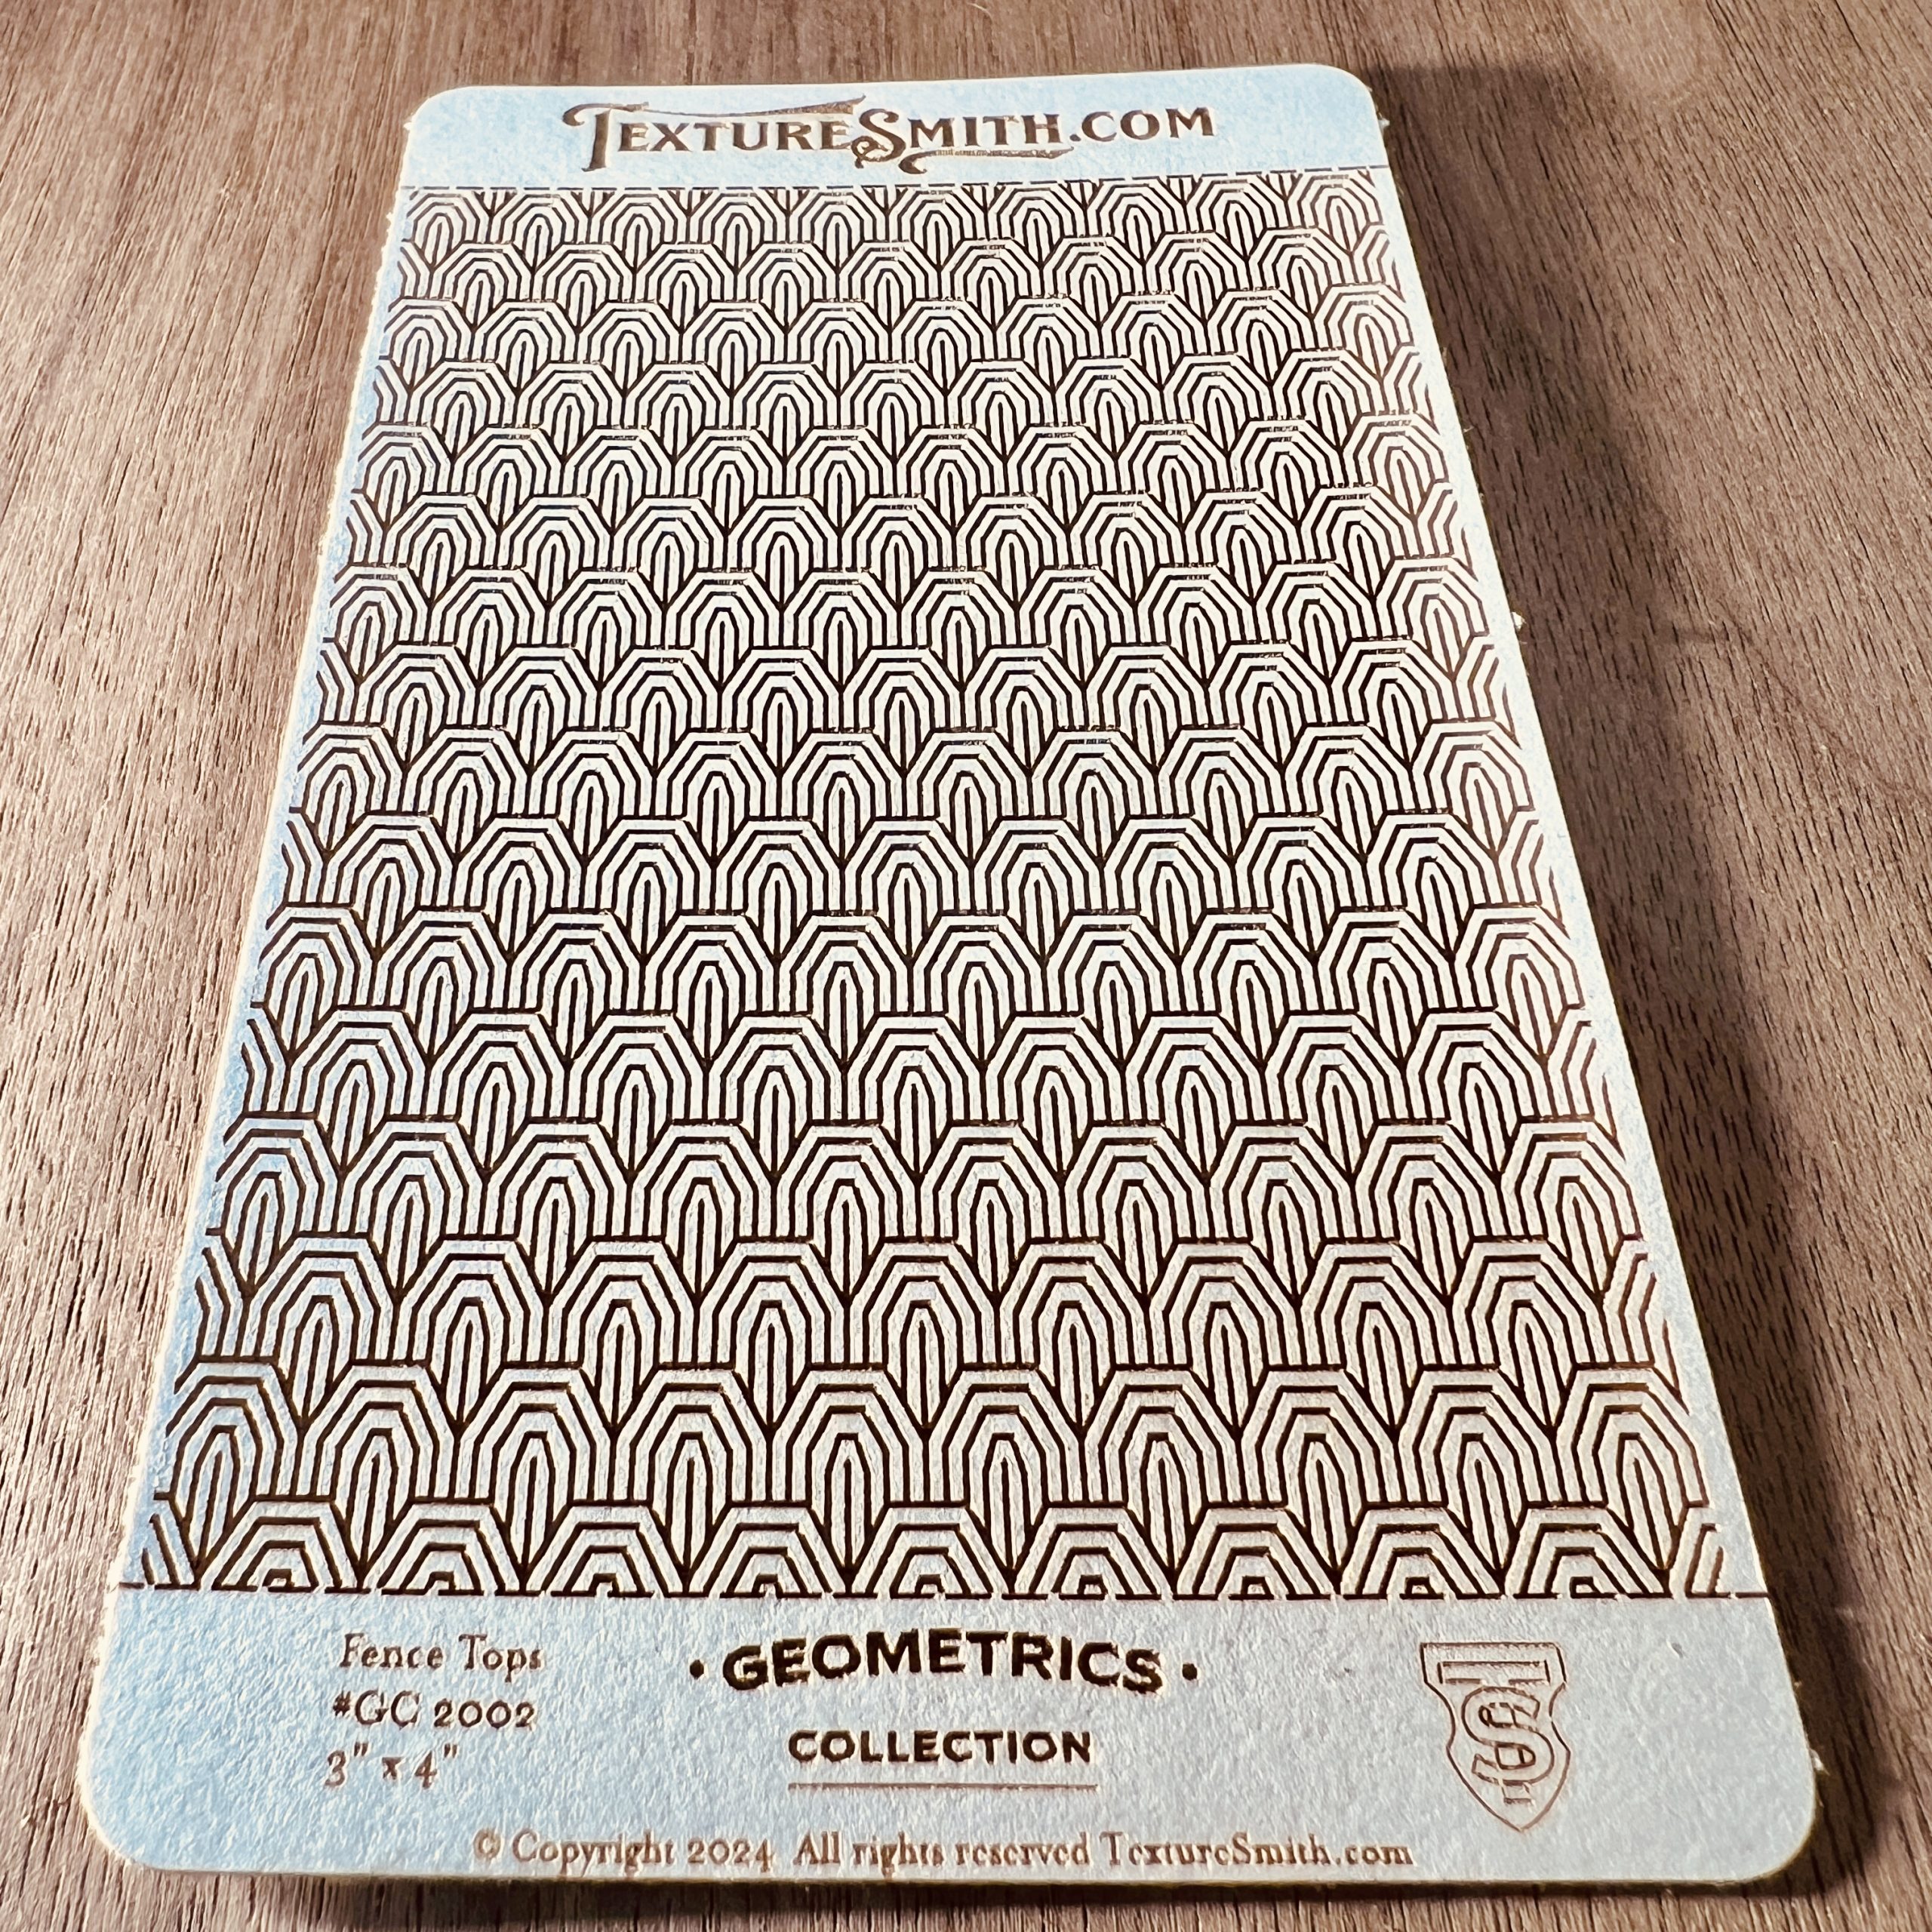 TEXTURESMITH.COM
Fence Tops
#GC 2002
3" x 4"
• GEOMETRICS •
COLLECTION
TS
© Copyright 2024 All rights reserved TextureSmith.com